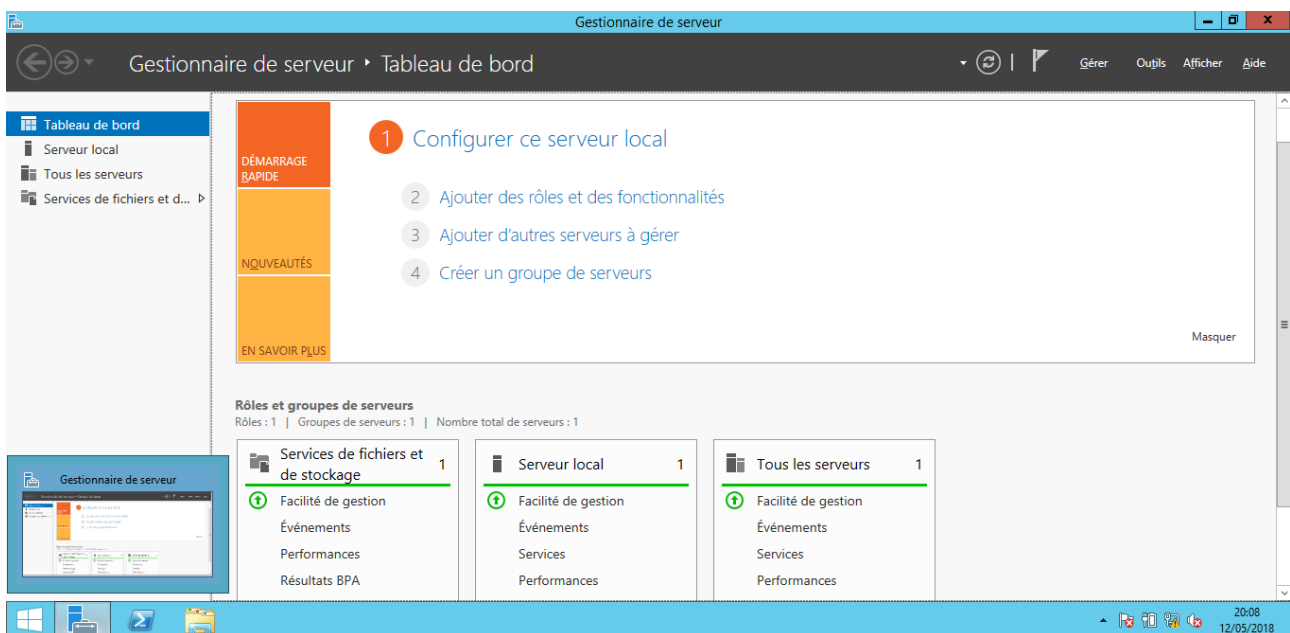 Gestionnaire de serveur
Gestionnaire de serveur ‣ Tableau de bord
Gérer Outils Afficher Aide
Tableau de bord
Serveur local
Tous les serveurs
Services de fichiers et d...
DÉMARRAGE
RAPIDE
NOUVEAUTÉS
EN SAVOIR PLUS
1 Configurer ce serveur local
2 Ajouter des rôles et des fonctionnalités
3 Ajouter d'autres serveurs à gérer
4 Créer un groupe de serveurs
Masquer
Rôles et groupes de serveurs
Rôles : 1 | Groupes de serveurs : 1 | Nombre total de serveurs : 1
Services de fichiers et
de stockage 1
Facilité de gestion
Événements
Performances
Résultats BPA
Serveur local 1
Facilité de gestion
Événements
Services
Performances
Tous les serveurs 1
Facilité de gestion
Événements
Services
Performances
Gestionnaire de serveur
20:08
12/05/2018